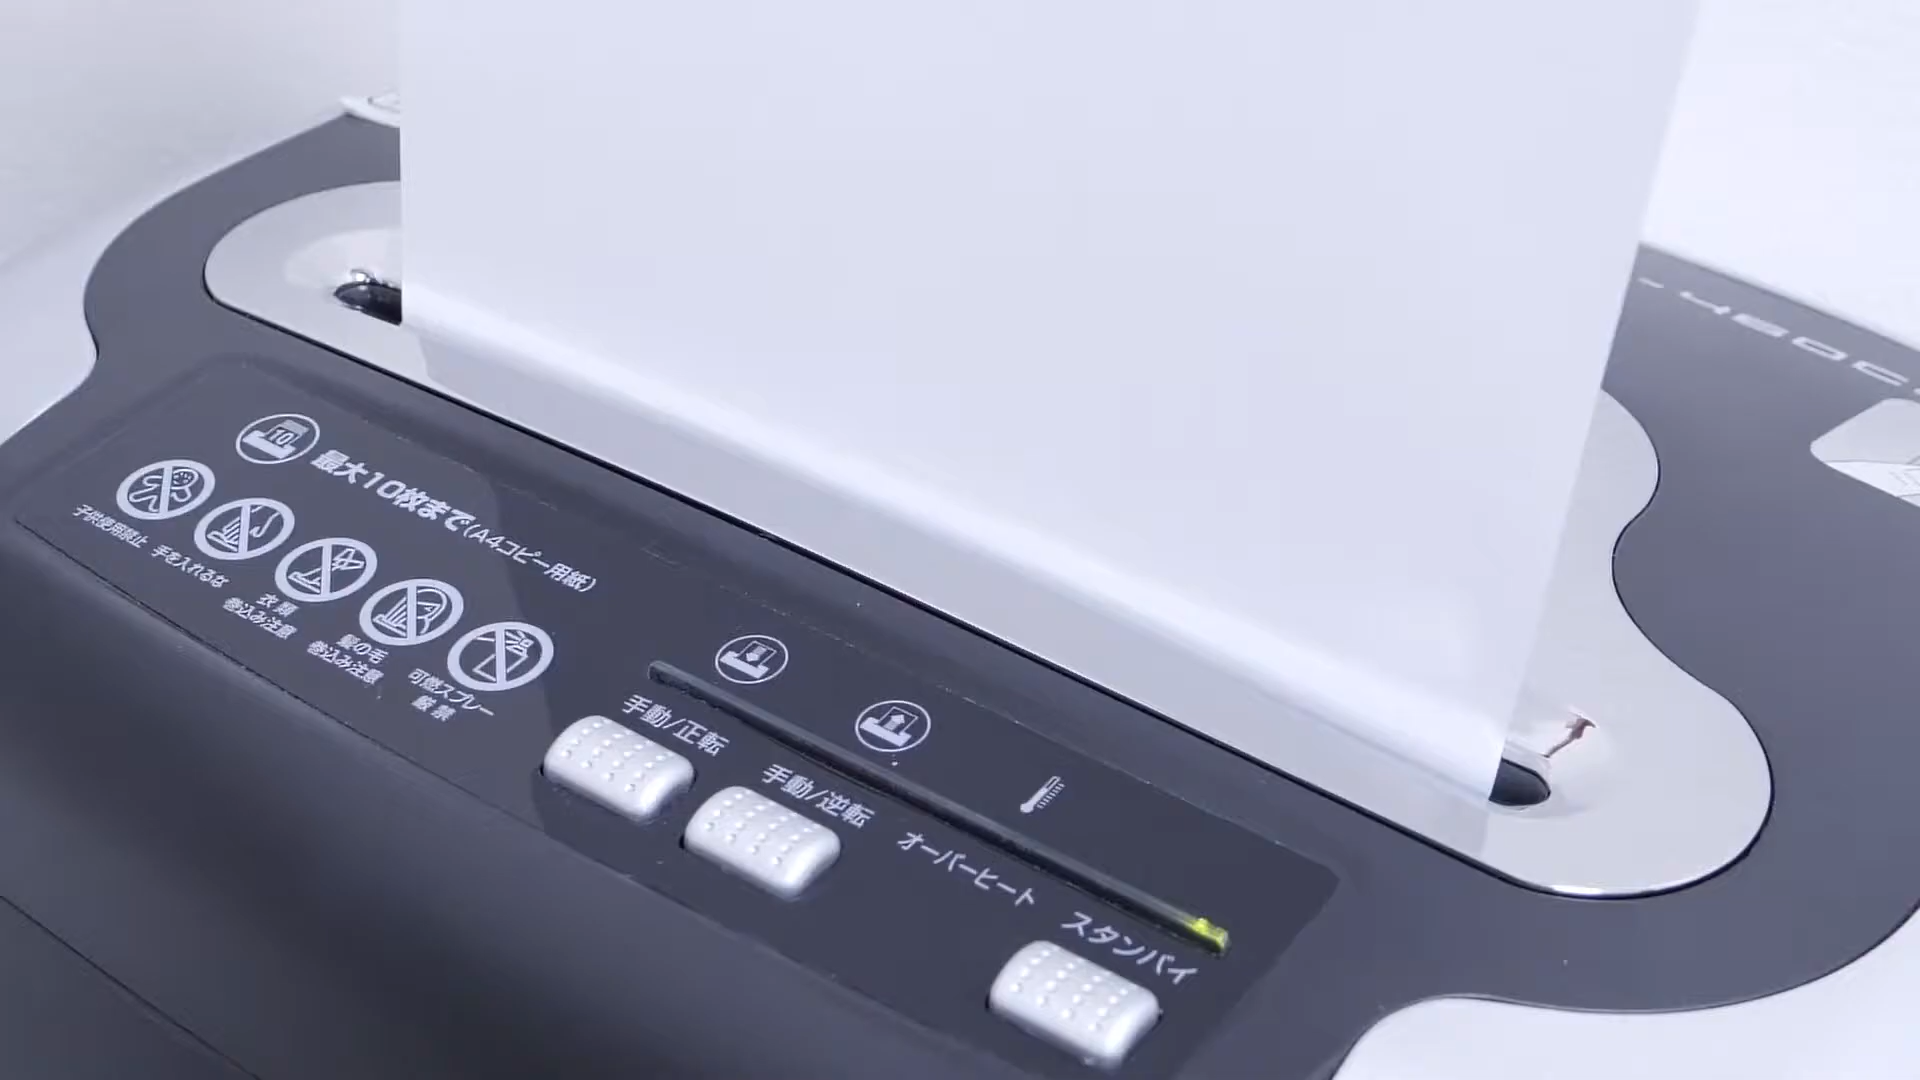 10
最大10枚まで(A4コピー用紙)
子供使用禁止
手を入れるな
衣類
巻込み注意
髪の毛
巻込み注意
可燃スプレー
厳禁
手動/正転
手動/逆転
オーバーヒート
スタンバイ